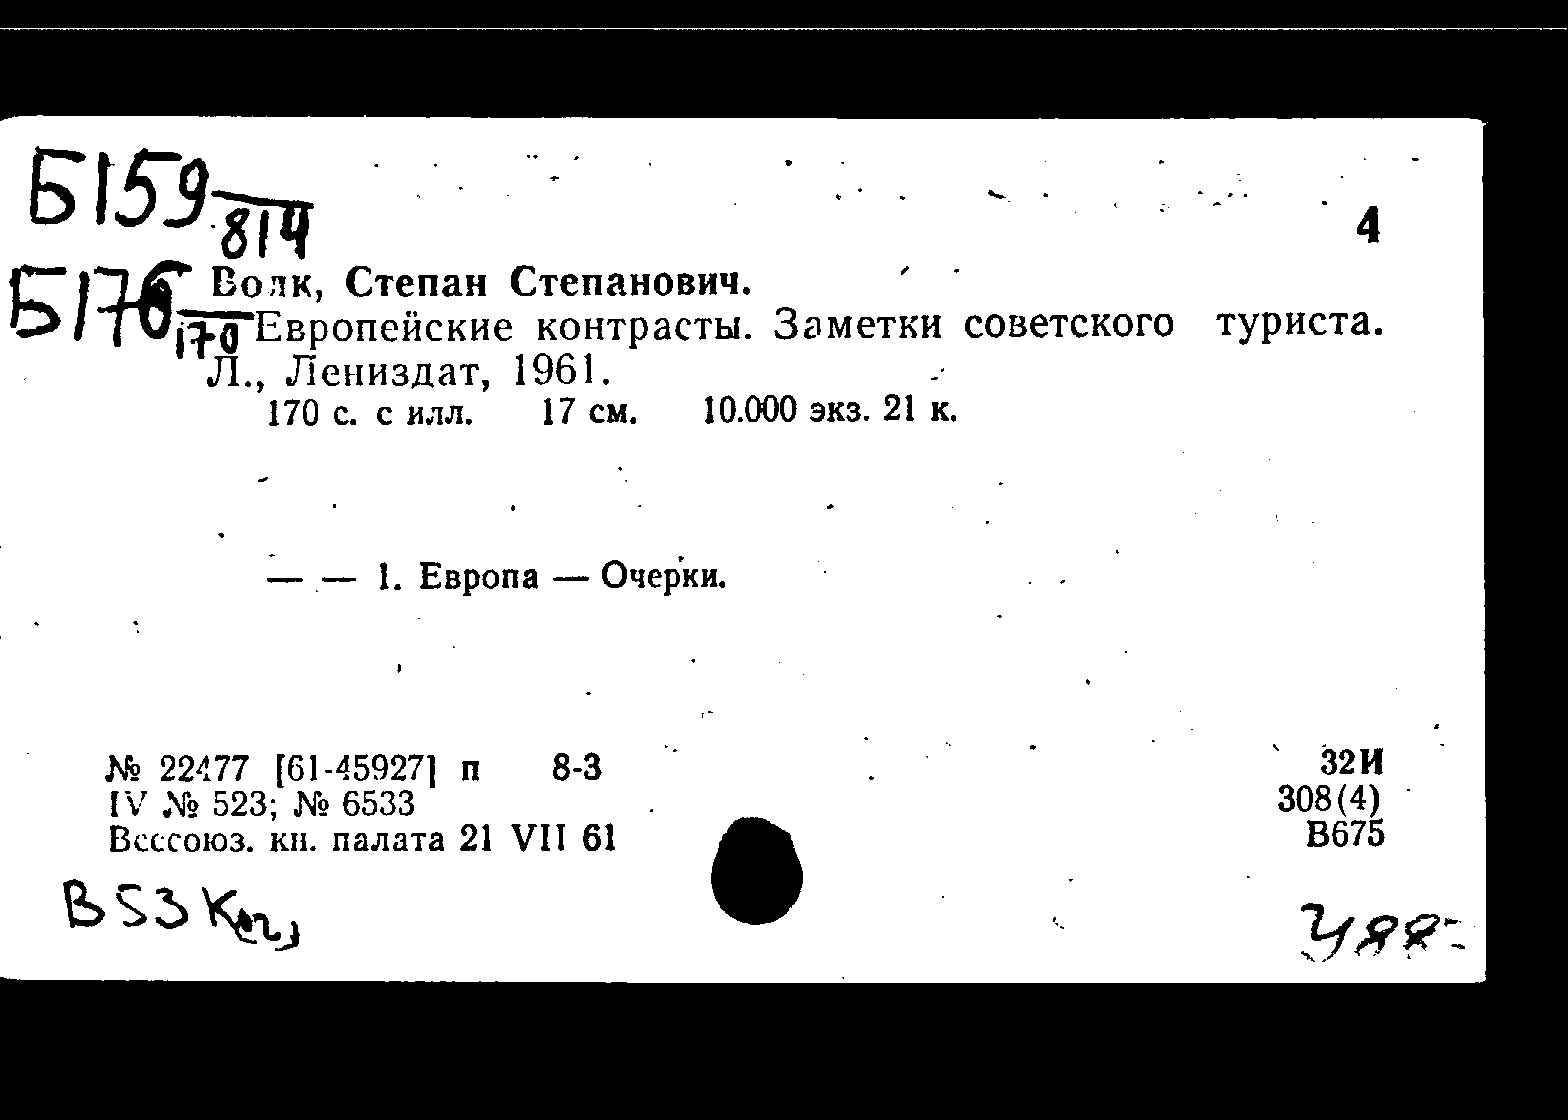 Б159
814
4
Б176
170
Волк, Степан Степанович.
Европейские контрасты. Заметки советского туриста.
Л., Лениздат, 1961.
170 с. с илл. 17 см. 10.000 экз. 21 к.
— — 1. Европа — Очерки.
№ 22477 [61-45927] п 8-3
32И
IV № 523; № 6533
308(4)
Всесоюз. кн. палата 21 VII 61
В675
В 53